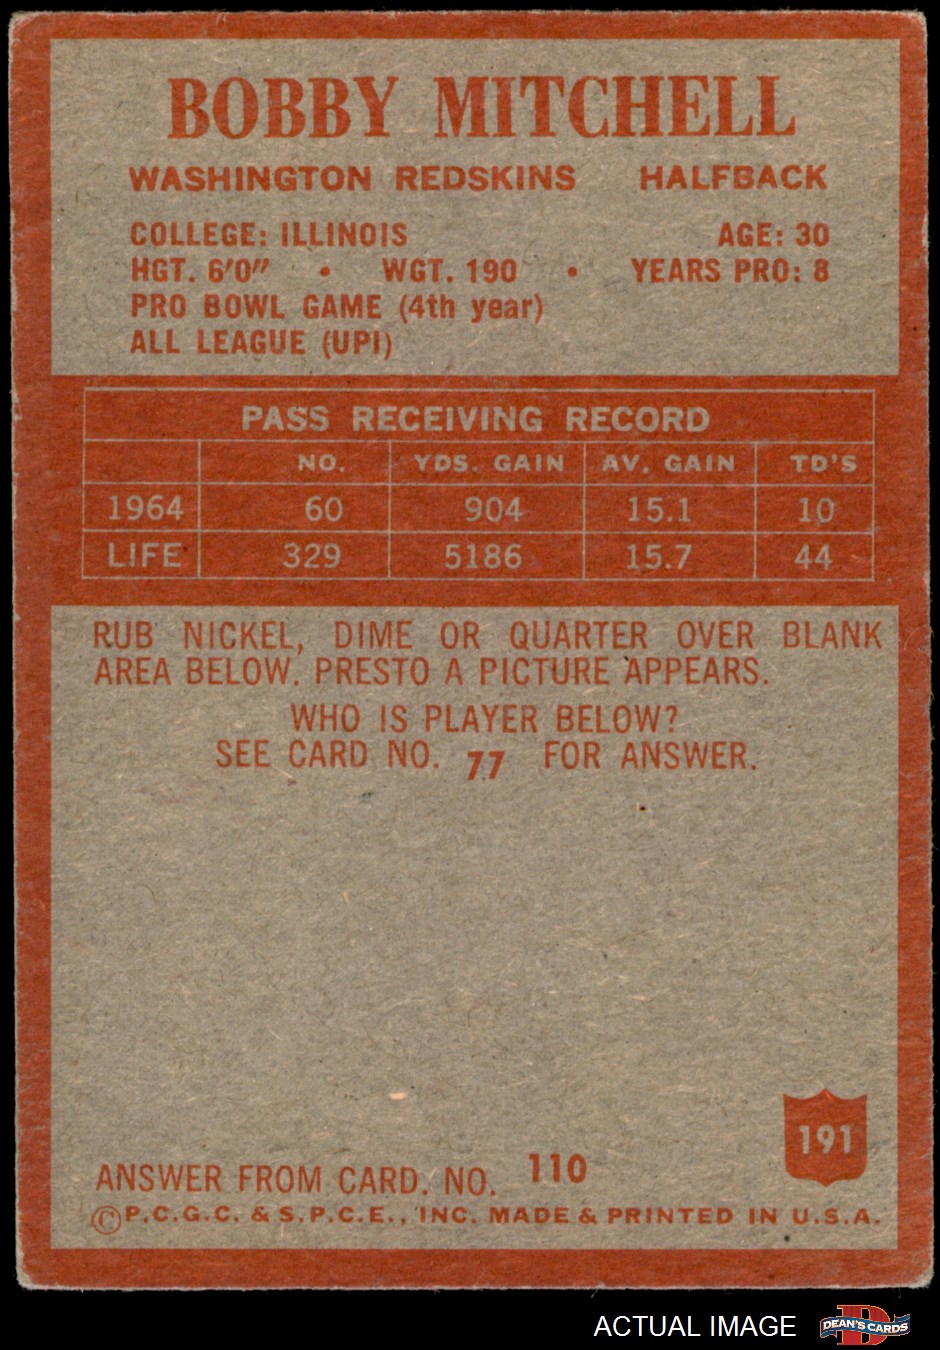 BOBBY MITCHELL
WASHINGTON REDSKINS HALFBACK
COLLEGE: ILLINOIS AGE: 30
HGT. 6'0" • WGT. 190 • YEARS PRO: 8
PRO BOWL GAME (4th year)
ALL LEAGUE (UPI)
PASS RECEIVING RECORD
NO. YDS. GAIN AV. GAIN TD'S
1964 60 904 15.1 10
LIFE 329 5186 15.7 44
RUB NICKEL, DIME OR QUARTER OVER BLANK
AREA BELOW. PRESTO A PICTURE APPEARS.
WHO IS PLAYER BELOW?
SEE CARD NO. 77 FOR ANSWER.
191
ANSWER FROM CARD. NO. 110
©P.C.G.C. & S.P.C.E., INC. MADE & PRINTED IN U.S.A.
ACTUAL IMAGE D DEAN'S CARDS